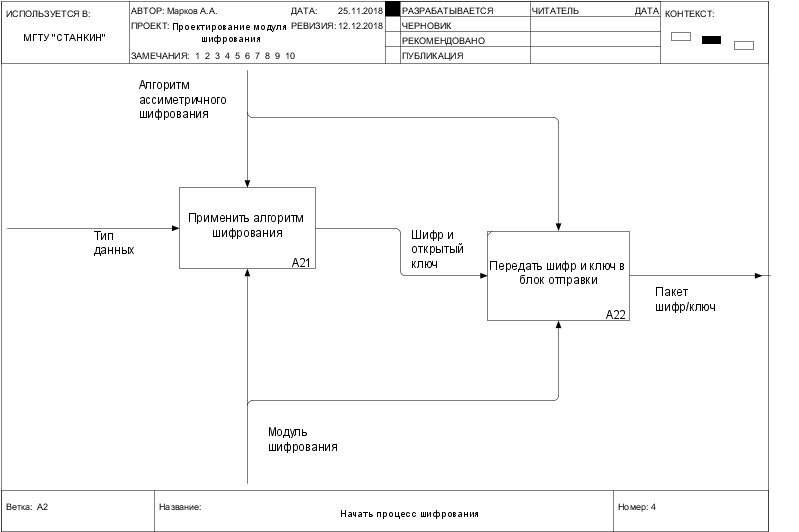 ИСПОЛЬЗУЕТСЯ В:
МГТУ "СТАНКИН"
АВТОР: Марков А.А.
ДАТА: 25.11.2018
ПРОЕКТ: Проектирование модуля
шифрования
РЕВИЗИЯ: 12.12.2018
ЗАМЕЧАНИЯ: 1 2 3 4 5 6 7 8 9 10
РАЗРАБАТЫВАЕТСЯ
ЧЕРНОВИК
РЕКОМЕНДОВАНО
ПУБЛИКАЦИЯ
ЧИТАТЕЛЬ ДАТА
КОНТЕКСТ:
Алгоритм
ассиметричного
шифрования
Применить алгоритм
шифрования
A21
Тип
данных
Шифр и
открытый
ключ
Передать шифр и ключ в
блок отправки
A22
Пакет
шифр/ключ
Модуль
шифрования
Ветка: A2
Название:
Начать процесс шифрования
Номер: 4